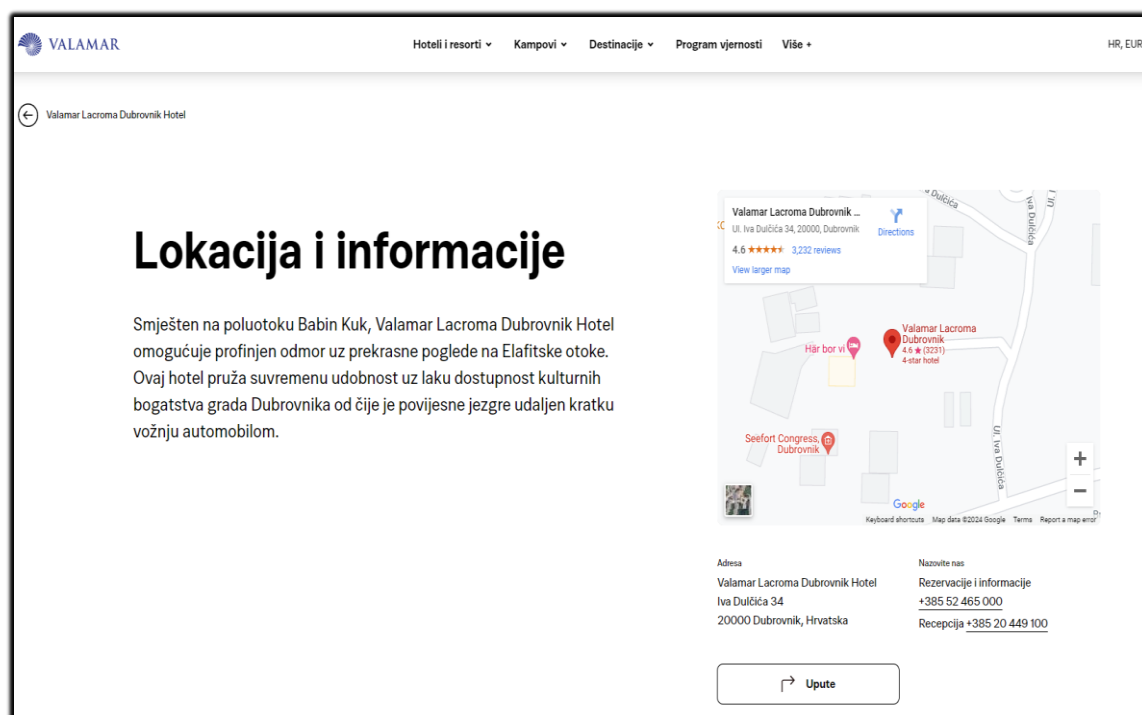 VALAMAR
Hoteli i resorti
Kampovi
Destinacije
Program vjernosti
Više +
HR, EUR
Valamar Lacroma Dubrovnik Hotel
Lokacija i informacije
Smješten na poluotoku Babin Kuk, Valamar Lacroma Dubrovnik Hotel
omogućuje profinjen odmor uz prekrasne poglede na Elafitske otoke.
Ovaj hotel pruža suvremenu udobnost uz laku dostupnost kulturnih
bogatstva grada Dubrovnika od čije je povijesne jezgre udaljen kratku
vožnju automobilom.
Valamar Lacroma Dubrovnik ...
Ul. Iva Dulčića 34, 20000, Dubrovnik
4.6
3,232 reviews
View larger map
Directions
Dulčića
Iva Dulčića
Ul. I
Valamar Lacroma
Dubrovnik
4.6 ★ (3231)
4-star hotel
Här bor vi
Seefort Congress,
Dubrovnik
Ul. Iva Dulčića
+
−
Google
Keyboard shortcuts
Map data ©2024 Google
Terms
Report a map error
Adresa
Valamar Lacroma Dubrovnik Hotel
Iva Dulčića 34
20000 Dubrovnik, Hrvatska
Nazovite nas
Rezervacije i informacije
+385 52 465 000
Recepcija +385 20 449 100
Upute